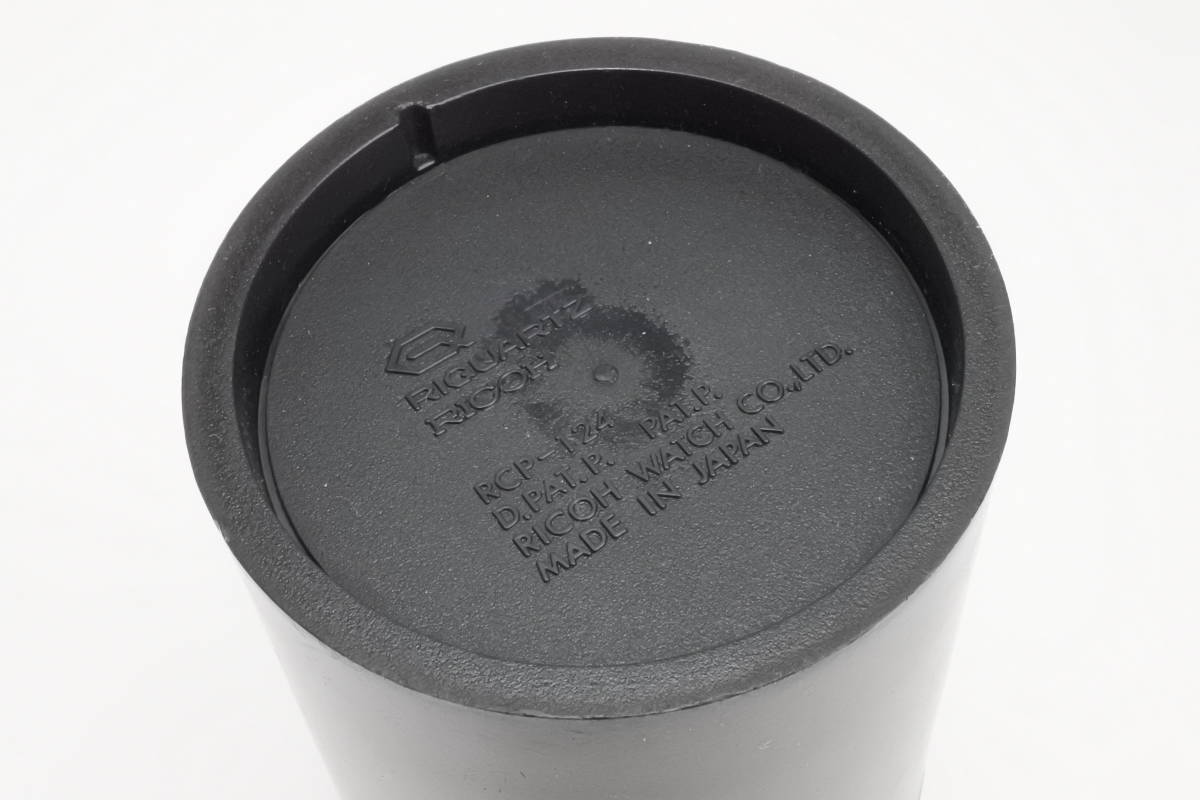 RIQUARTZ
RICOH
RCP-124
D.PAT.P. PAT.P.
RICOH WATCH CO.,LTD.
MADE IN JAPAN